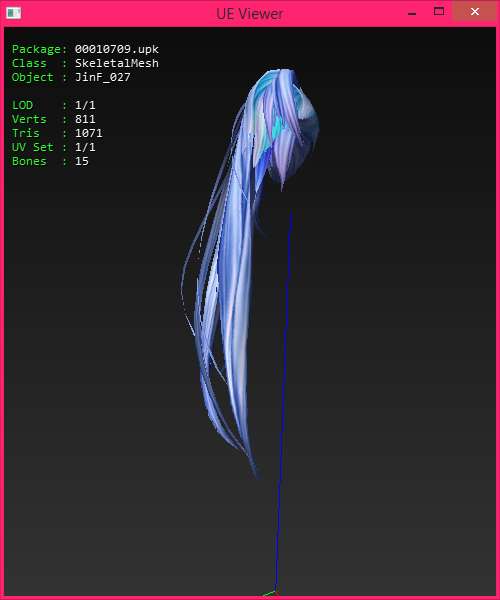 UE Viewer
Package: 00010709.upk
Class : SkeletalMesh
Object : JinF_027
LOD : 1/1
Verts : 811
Tris : 1071
UV Set : 1/1
Bones : 15